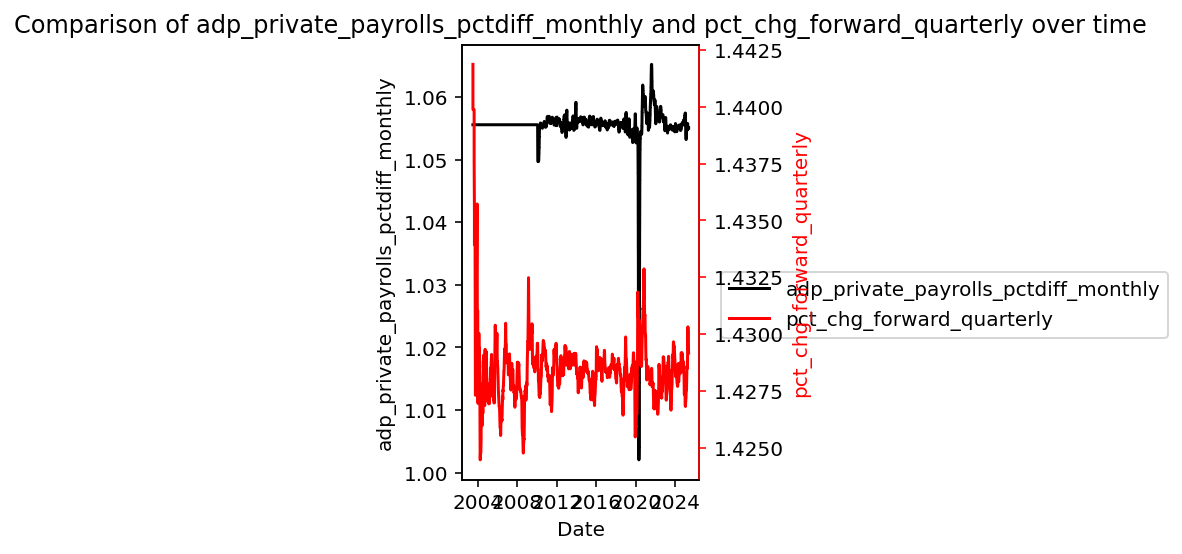 Comparison of adp_private_payrolls_pctdiff_monthly and pct_chg_forward_quarterly over time
adp_private_payrolls_pctdiff_monthly
1.06
1.05
1.04
1.03
1.02
1.01
1.00
1.4425
1.4400
1.4375
1.4350
1.4325
1.4300
1.4275
1.4250
pct_chg_forward_quarterly
adp_private_payrolls_pctdiff_monthly
pct_chg_forward_quarterly
2004 2008 2012 2016 2020 2024
Date